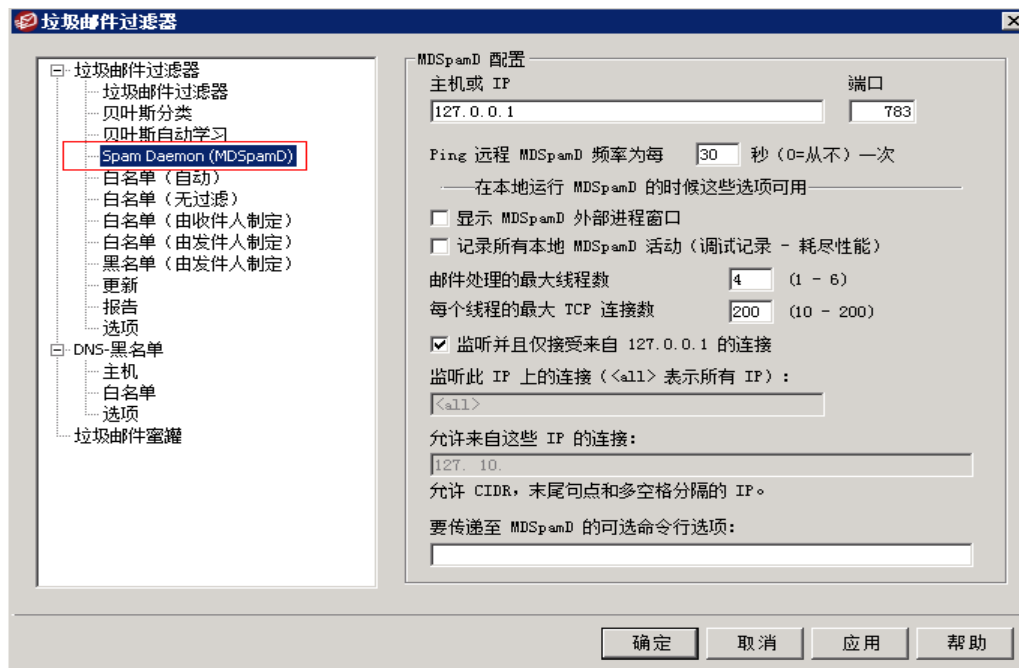 垃圾邮件过滤器
垃圾邮件过滤器
垃圾邮件过滤器
贝叶斯分类
贝叶斯自动学习
Spam Daemon (MDSpamD)
白名单（自动）
白名单（无过滤）
白名单（由收件人制定）
白名单（由发件人制定）
黑名单（由发件人制定）
更新
报告
选项
DNS-黑名单
主机
白名单
选项
垃圾邮件蜜罐
MDSpamD 配置
主机或 IP 端口
127.0.0.1 783
Ping 远程 MDSpamD 频率为每 30 秒（0=从不）一次
在本地运行 MDSpamD 的时候这些选项可用
显示 MDSpamD 外部进程窗口
记录所有本地 MDSpamD 活动（调试记录 - 耗尽性能）
邮件处理的最大线程数 4 (1 - 6)
每个线程的最大 TCP 连接数 200 (10 - 200)
监听并且仅接受来自 127.0.0.1 的连接
监听此 IP 上的连接（<all> 表示所有 IP）:
<all>
允许来自这些 IP 的连接:
127. 10.
允许 CIDR，末尾句点和多空格分隔的 IP。
要传递至 MDSpamD 的可选命令行选项:
确定 取消 应用 帮助